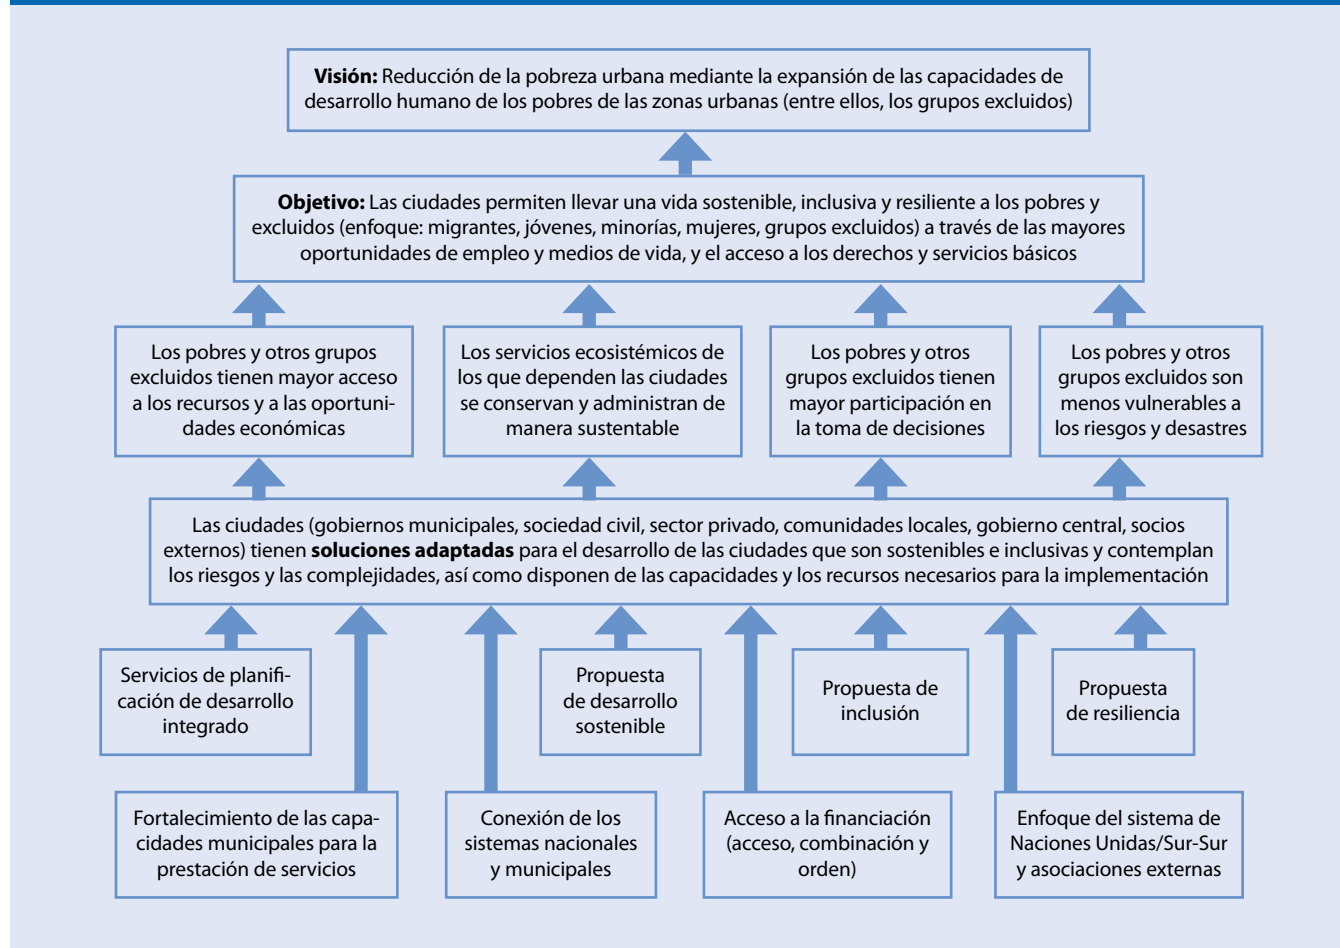 Visión: Reducción de la pobreza urbana mediante la expansión de las capacidades de
desarrollo humano de los pobres de las zonas urbanas (entre ellos, los grupos excluidos)
Objetivo: Las ciudades permiten llevar una vida sostenible, inclusiva y resiliente a los pobres y
excluidos (enfoque: migrantes, jóvenes, minorías, mujeres, grupos excluidos) a través de las mayores
oportunidades de empleo y medios de vida, y el acceso a los derechos y servicios básicos
Los pobres y otros grupos
excluidos tienen mayor acceso
a los recursos y a las oportuni-
dades económicas
Los servicios ecosistémicos de
los que dependen las ciudades
se conservan y administran de
manera sustentable
Los pobres y otros
grupos excluidos tienen
mayor participación en
la toma de decisiones
Los pobres y otros
grupos excluidos son
menos vulnerables a
los riesgos y desastres
Las ciudades (gobiernos municipales, sociedad civil, sector privado, comunidades locales, gobierno central, socios
externos) tienen soluciones adaptadas para el desarrollo de las ciudades que son sostenibles e inclusivas y contemplan
los riesgos y las complejidades, así como disponen de las capacidades y los recursos necesarios para la implementación
Servicios de planifi-
cación de desarrollo
integrado
Propuesta
de desarrollo
sostenible
Propuesta de
inclusión
Propuesta
de resiliencia
Fortalecimiento de las capa-
cidades municipales para la
prestación de servicios
Conexión de los
sistemas nacionales
y municipales
Acceso a la financiación
(acceso, combinación y
orden)
Enfoque del sistema de
Naciones Unidas/Sur-Sur
y asociaciones externas